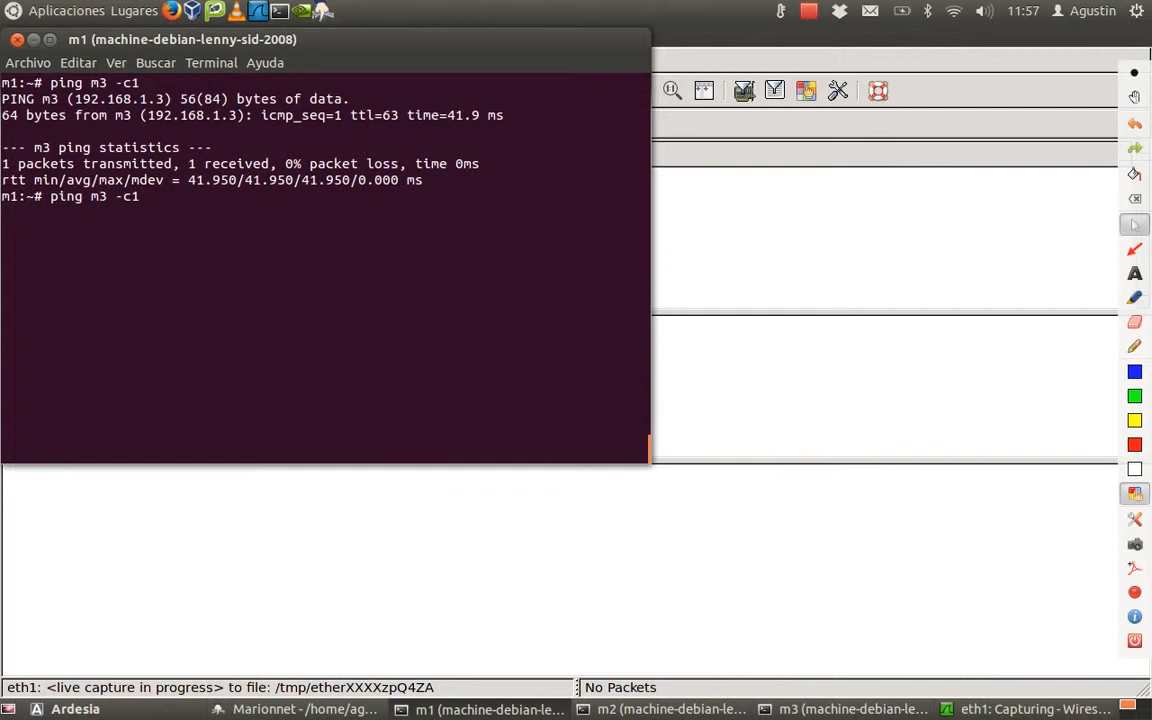 Aplicaciones Lugares
11:57
Agustin
m1 (machine-debian-lenny-sid-2008)
Archivo Editar Ver Buscar Terminal Ayuda
m1:~# ping m3 -c1
PING m3 (192.168.1.3) 56(84) bytes of data.
64 bytes from m3 (192.168.1.3): icmp_seq=1 ttl=63 time=41.9 ms
--- m3 ping statistics ---
1 packets transmitted, 1 received, 0% packet loss, time 0ms
rtt min/avg/max/mdev = 41.950/41.950/41.950/0.000 ms
m1:~# ping m3 -c1
eth1: <live capture in progress> to file: /tmp/etherXXXXzpQ4ZA
No Packets
Ardesia
Marionnet - /home/ag...
m1 (machine-debian-le...
m2 (machine-debian-le...
m3 (machine-debian-le...
eth1: Capturing - Wires...